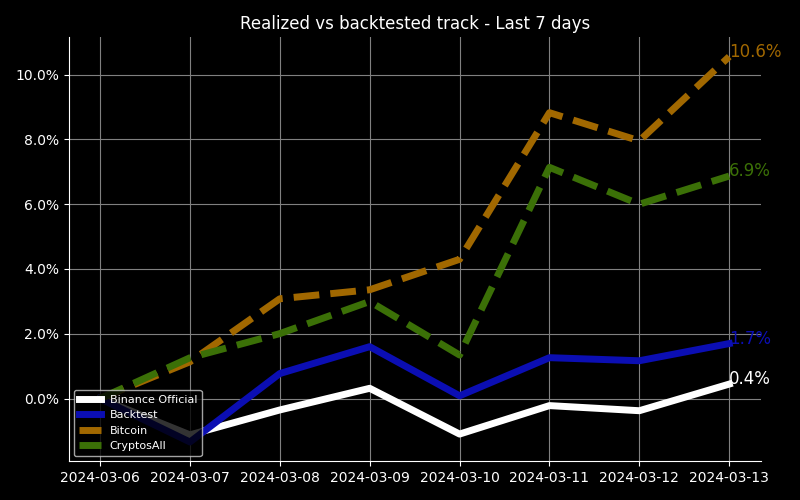 Realized vs backtested track - Last 7 days
10.0%
8.0%
6.0%
4.0%
2.0%
0.0%
10.6%
6.9%
1.7%
0.4%
Binance Official
Backtest
Bitcoin
CryptosAll
2024-03-06 2024-03-07 2024-03-08 2024-03-09 2024-03-10 2024-03-11 2024-03-12 2024-03-13